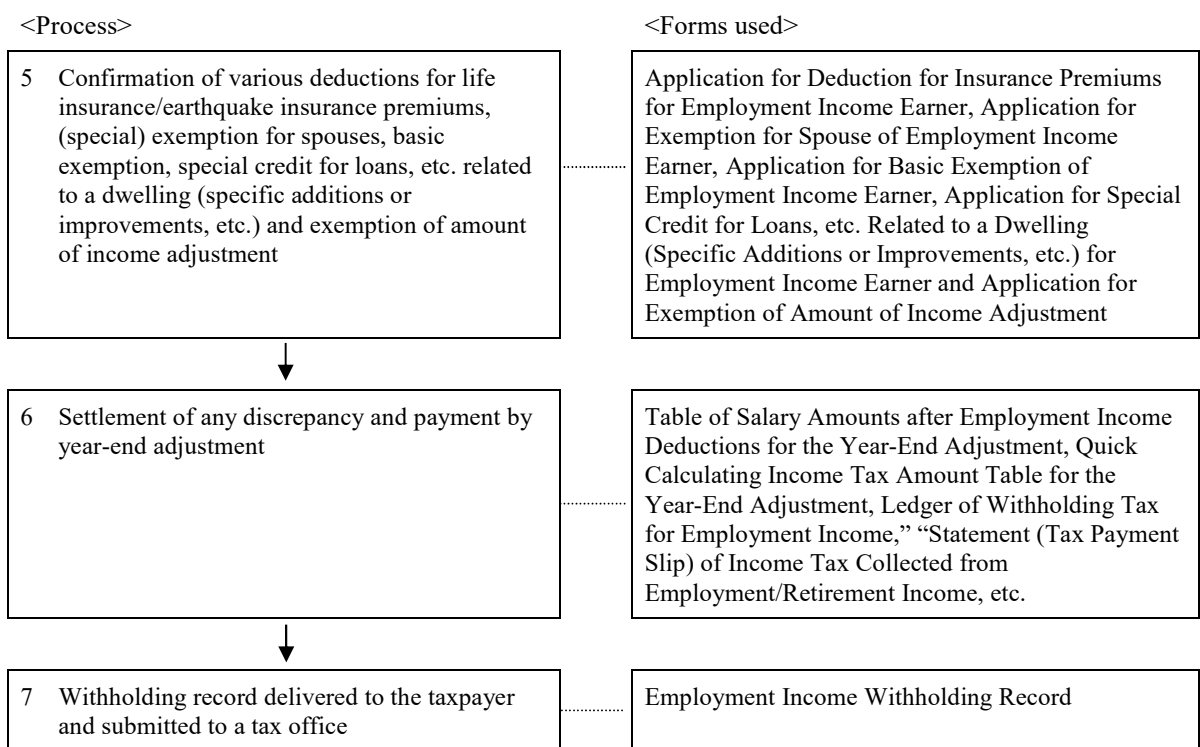 <Process>
<Forms used>
5 Confirmation of various deductions for life
insurance/earthquake insurance premiums,
(special) exemption for spouses, basic
exemption, special credit for loans, etc. related
to a dwelling (specific additions or
improvements, etc.) and exemption of amount
of income adjustment
Application for Deduction for Insurance Premiums
for Employment Income Earner, Application for
Exemption for Spouse of Employment Income
Earner, Application for Basic Exemption of
Employment Income Earner, Application for Special
Credit for Loans, etc. Related to a Dwelling
(Specific Additions or Improvements, etc.) for
Employment Income Earner and Application for
Exemption of Amount of Income Adjustment
6 Settlement of any discrepancy and payment by
year-end adjustment
Table of Salary Amounts after Employment Income
Deductions for the Year-End Adjustment, Quick
Calculating Income Tax Amount Table for the
Year-End Adjustment, Ledger of Withholding Tax
for Employment Income,” “Statement (Tax Payment
Slip) of Income Tax Collected from
Employment/Retirement Income, etc.
7 Withholding record delivered to the taxpayer
and submitted to a tax office
Employment Income Withholding Record